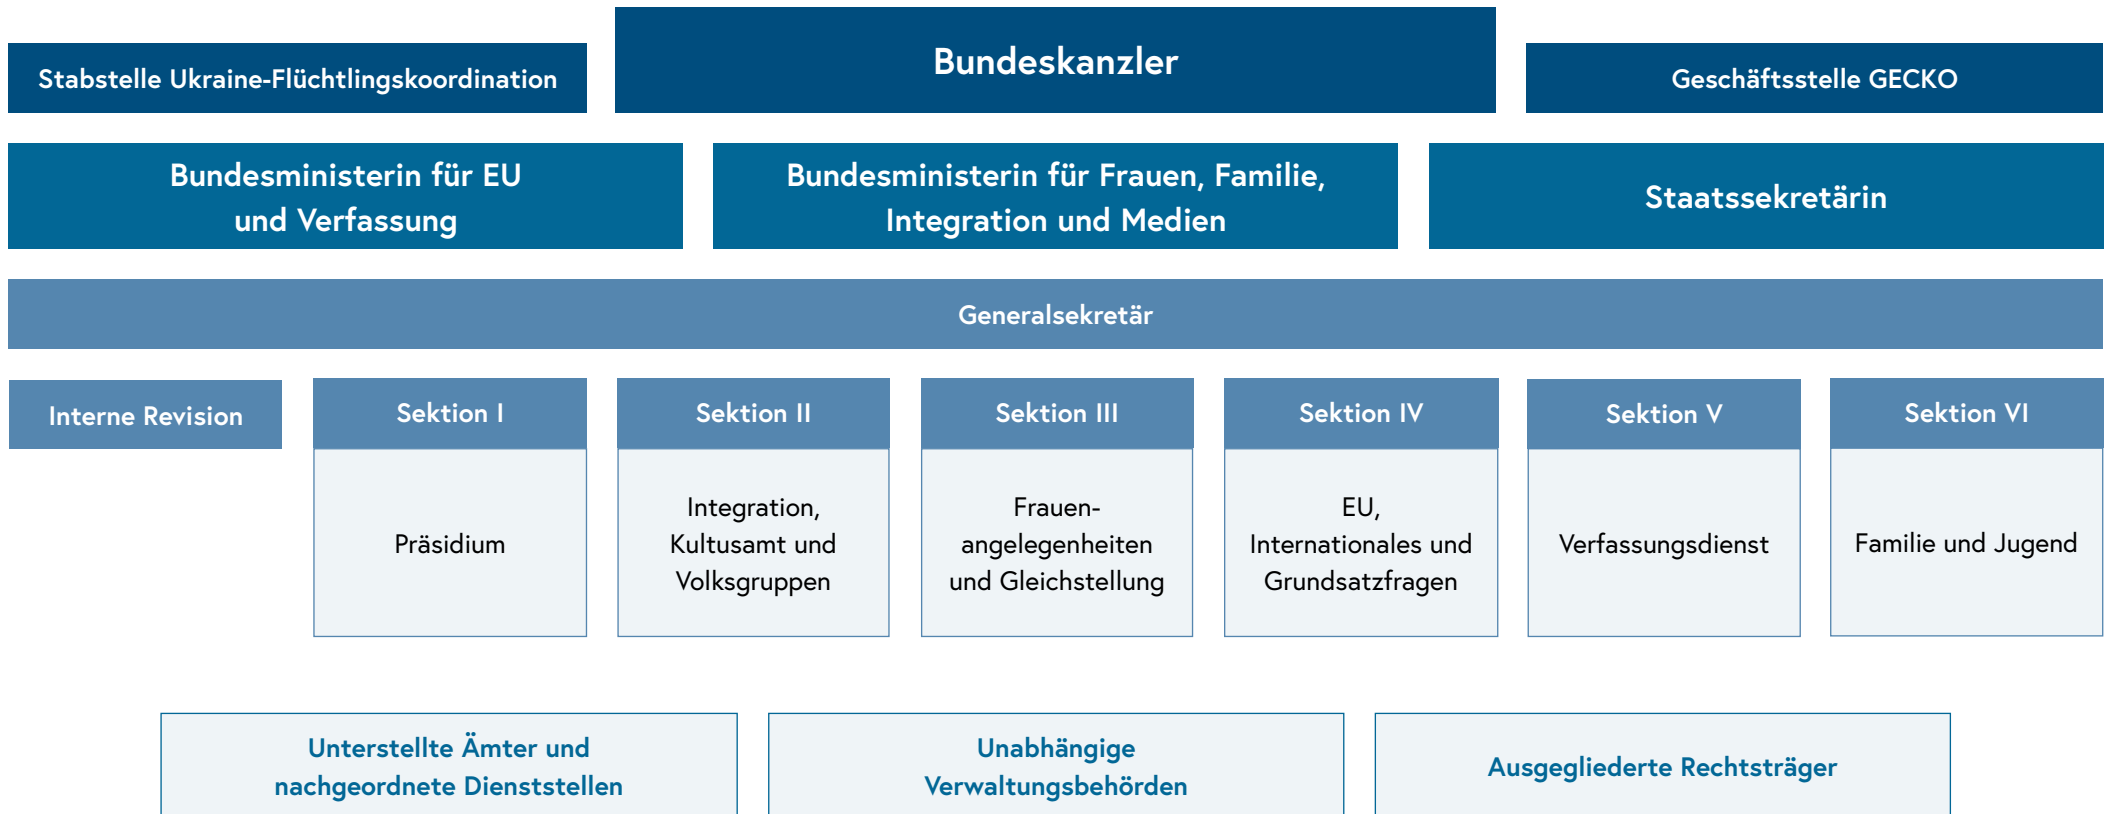 Stabstelle Ukraine-Flüchtlingskoordination
Bundeskanzler
Geschäftsstelle GECKO
Bundesministerin für EU
und Verfassung
Bundesministerin für Frauen, Familie,
Integration und Medien
Staatssekretärin
Generalsekretär
Interne Revision
Sektion I
Präsidium
Sektion II
Integration,
Kultusamt und
Volksgruppen
Sektion III
Frauen-
angelegenheiten
und Gleichstellung
Sektion IV
EU,
Internationales und
Grundsatzfragen
Sektion V
Verfassungsdienst
Sektion VI
Familie und Jugend
Unterstellte Ämter und
nachgeordnete Dienststellen
Unabhängige
Verwaltungsbehörden
Ausgegliederte Rechtsträger